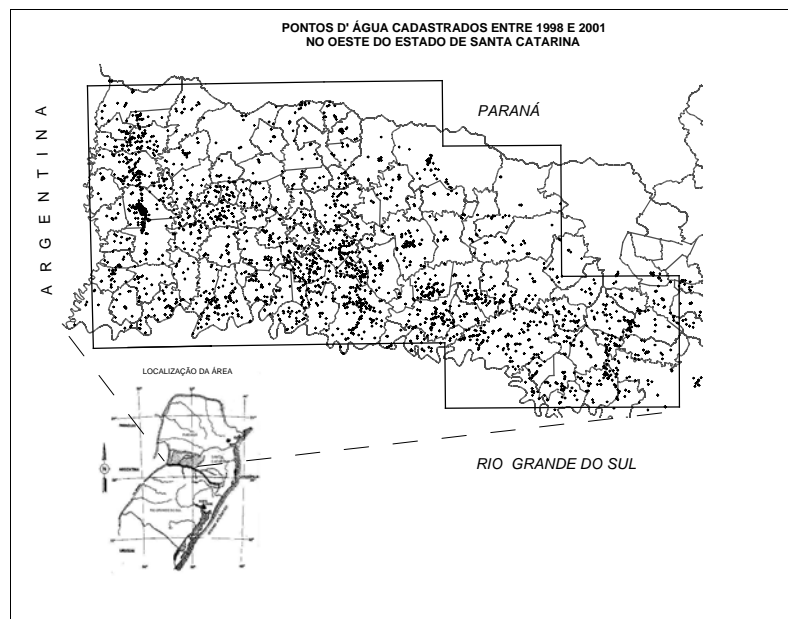 PONTOS D' ÁGUA CADASTRADOS ENTRE 1998 E 2001
NO OESTE DO ESTADO DE SANTA CATARINA
PARANÁ
ARGENTINA
LOCALIZAÇÃO DA ÁREA
RIO GRANDE DO SUL